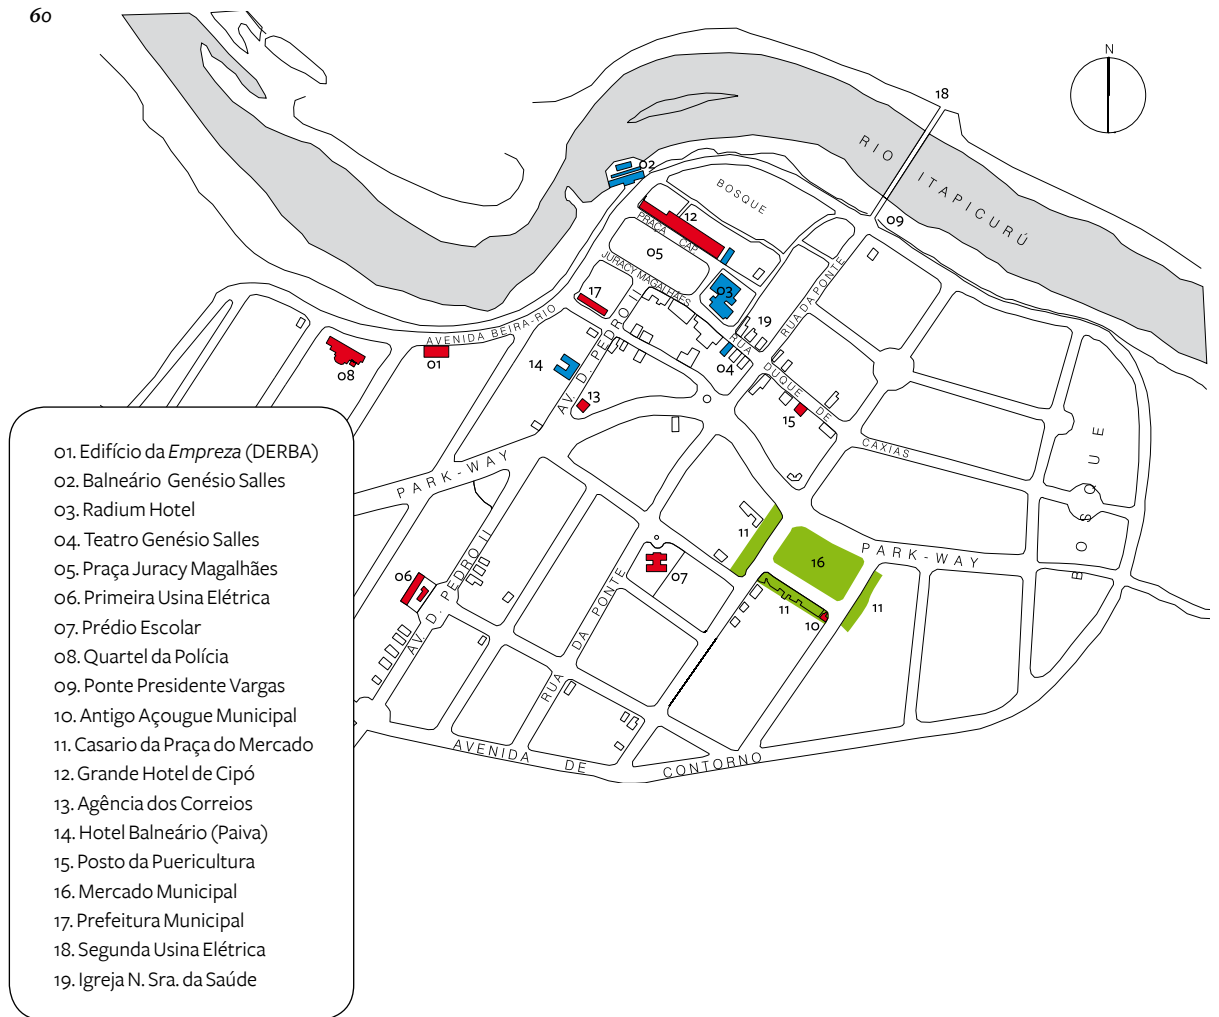 60
N
18
RIO ITAPICURÚ
02
BOSQUE
12
09
PRAÇA CAP
05
JURACY MAGALHÃES
03
17
RUA DA PONTE
19
AVENIDA BEIRA-RIO
01
08
14
AV. D. PEDRO II
RUA DUQUE DE CAXIAS
04
13
15
BOSQUE
PARK-WAY
11
16
PARK-WAY
06
AV. D. PEDRO II
07
RUA DA PONTE
11
10
11
AVENIDA DE CONTORNO
01. Edifício da Empreza (DERBA)
02. Balneário Genésio Salles
03. Radium Hotel
04. Teatro Genésio Salles
05. Praça Juracy Magalhães
06. Primeira Usina Elétrica
07. Prédio Escolar
08. Quartel da Polícia
09. Ponte Presidente Vargas
10. Antigo Açougue Municipal
11. Casario da Praça do Mercado
12. Grande Hotel de Cipó
13. Agência dos Correios
14. Hotel Balneário (Paiva)
15. Posto da Puericultura
16. Mercado Municipal
17. Prefeitura Municipal
18. Segunda Usina Elétrica
19. Igreja N. Sra. da Saúde